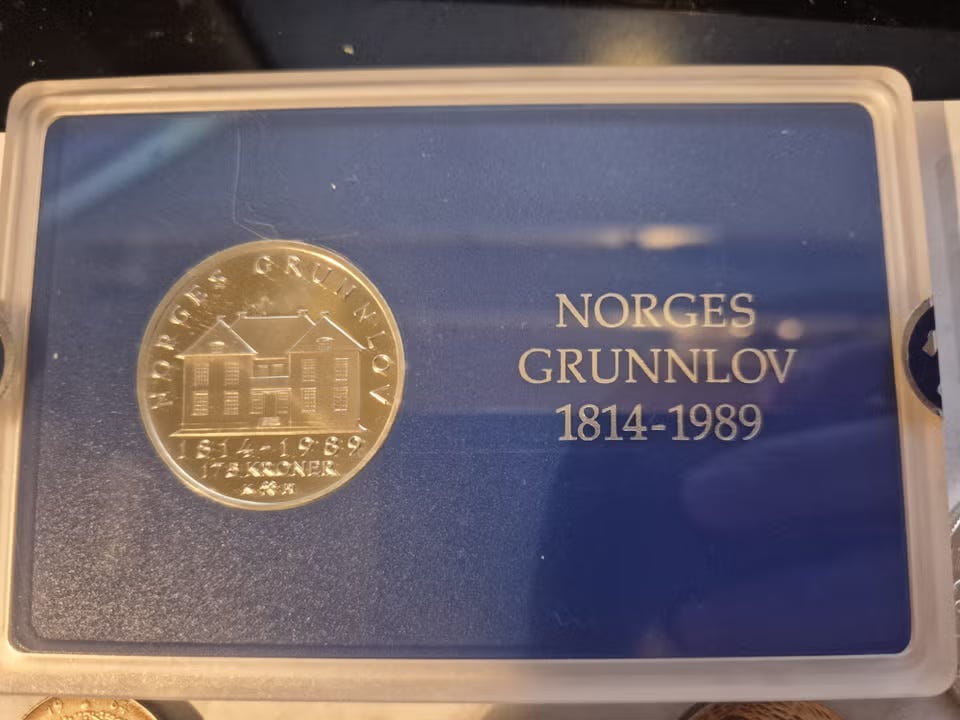 NORGES GRUNNLOV
1814-1989
175 KRONER
K H
NORGES
GRUNNLOV
1814-1989